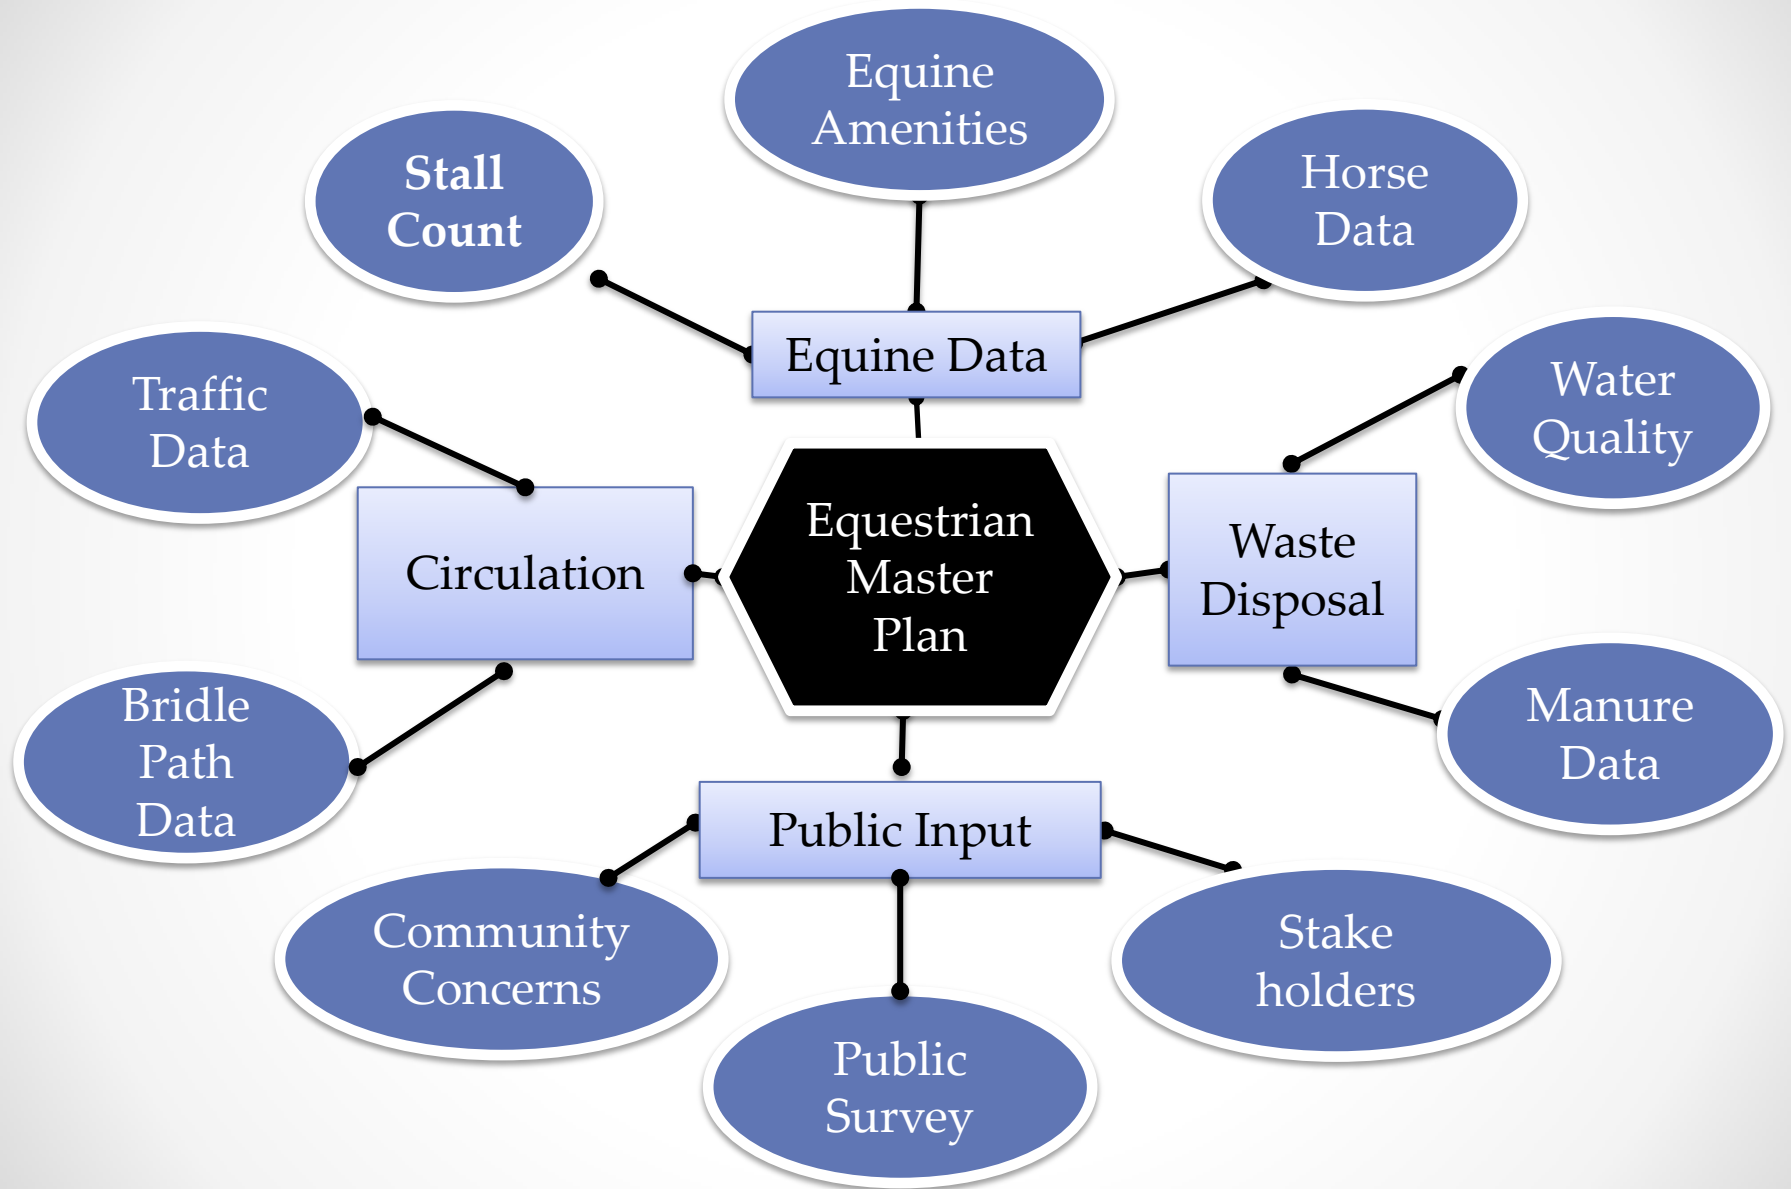 Equine
Amenities
Stall
Count
Horse
Data
Equine Data
Traffic
Data
Water
Quality
Circulation
Equestrian
Master
Plan
Waste
Disposal
Bridle
Path
Data
Manure
Data
Public Input
Community
Concerns
Stake
holders
Public
Survey